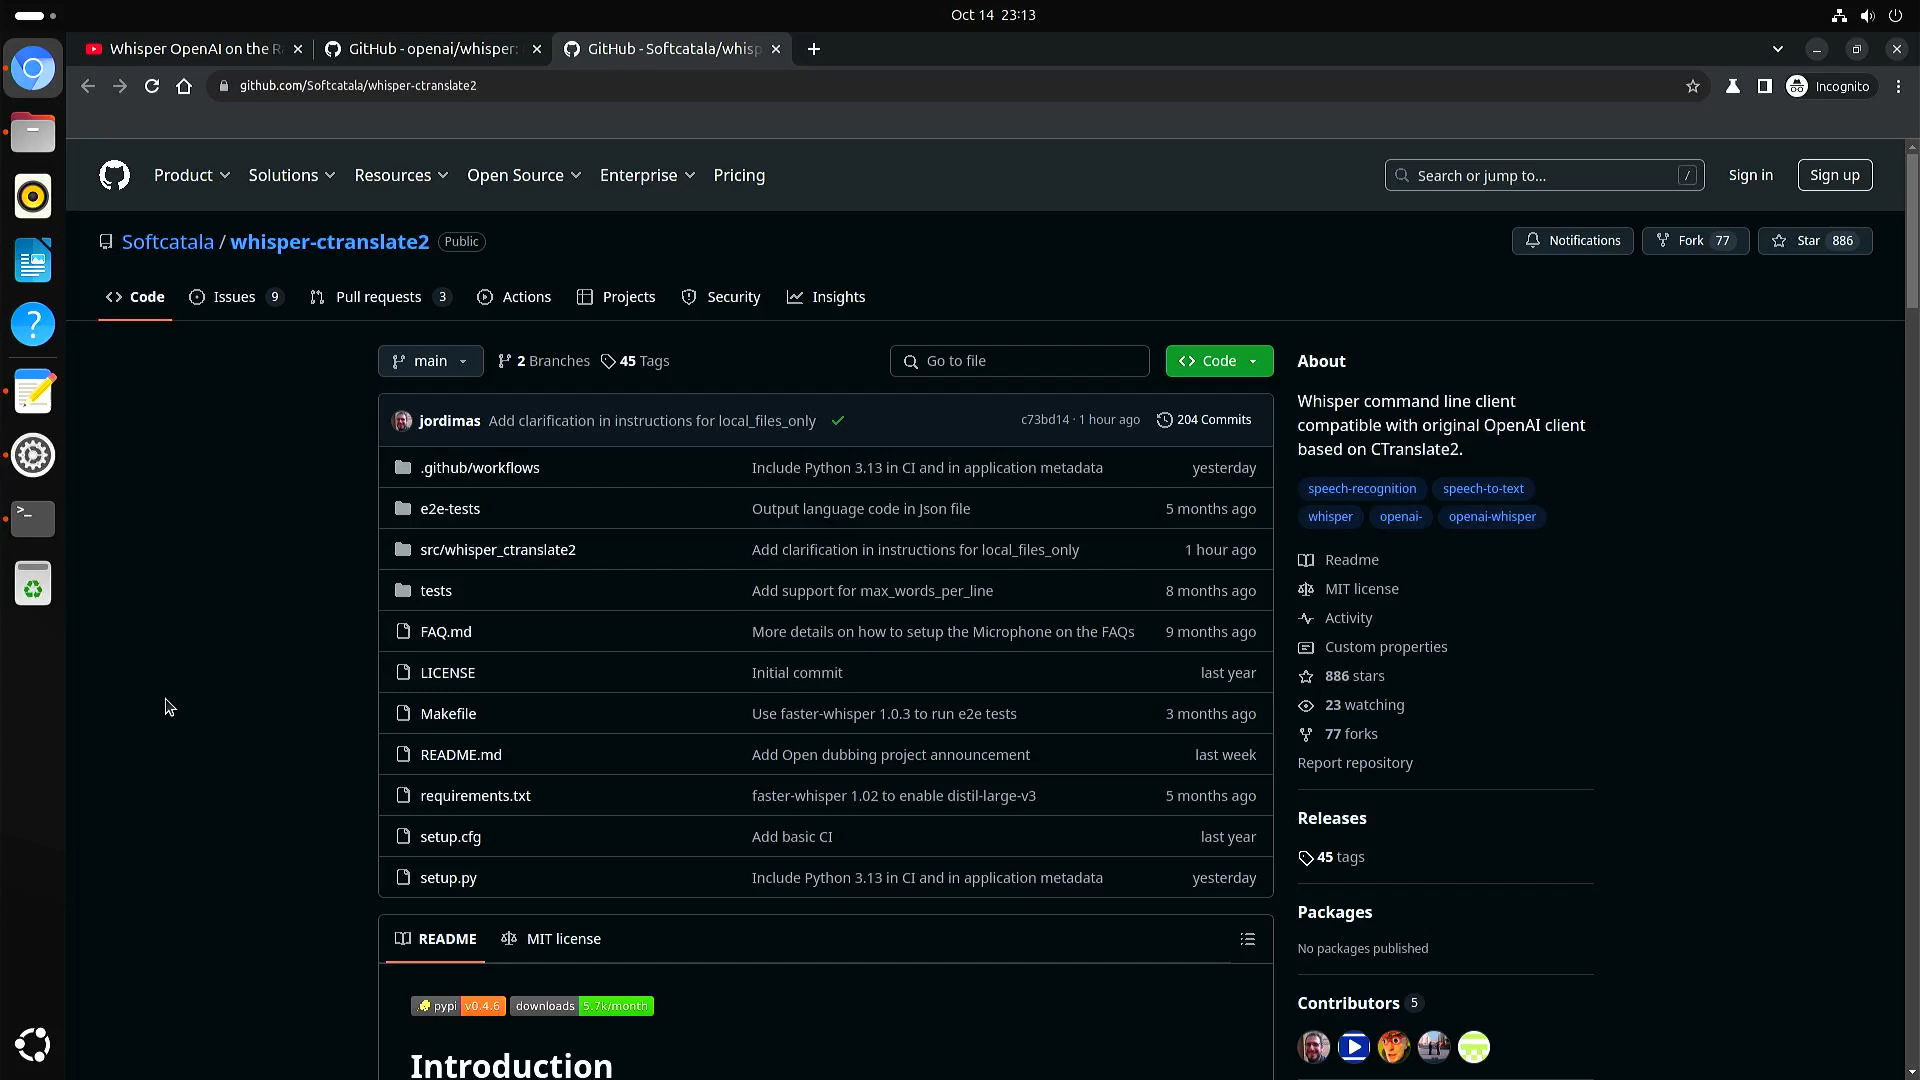 Oct 14 23:13
Whisper OpenAI on the R
GitHub - openai/whisper:
GitHub - Softcatala/whisp
github.com/Softcatala/whisper-ctranslate2
Incognito
Product
Solutions
Resources
Open Source
Enterprise
Pricing
Search or jump to...
/
Sign in
Sign up
Softcatala / whisper-ctranslate2 Public
Notifications
Fork 77
Star 886
Code
Issues 9
Pull requests 3
Actions
Projects
Security
Insights
main
2 Branches
45 Tags
Go to file
Code
jordimas Add clarification in instructions for local_files_only c73bd14 · 1 hour ago 204 Commits
.github/workflows Include Python 3.13 in CI and in application metadata yesterday
e2e-tests Output language code in Json file 5 months ago
src/whisper_ctranslate2 Add clarification in instructions for local_files_only 1 hour ago
tests Add support for max_words_per_line 8 months ago
FAQ.md More details on how to setup the Microphone on the FAQs 9 months ago
LICENSE Initial commit last year
Makefile Use faster-whisper 1.0.3 to run e2e tests 3 months ago
README.md Add Open dubbing project announcement last week
requirements.txt faster-whisper 1.02 to enable distil-large-v3 5 months ago
setup.cfg Add basic CI last year
setup.py Include Python 3.13 in CI and in application metadata yesterday
README
MIT license
pypi v0.4.6
downloads 5.7k/month
Introduction
About
Whisper command line client
compatible with original OpenAI client
based on CTranslate2.
speech-recognition speech-to-text
whisper openai- openai-whisper
Readme
MIT license
Activity
Custom properties
886 stars
23 watching
77 forks
Report repository
Releases
45 tags
Packages
No packages published
Contributors 5